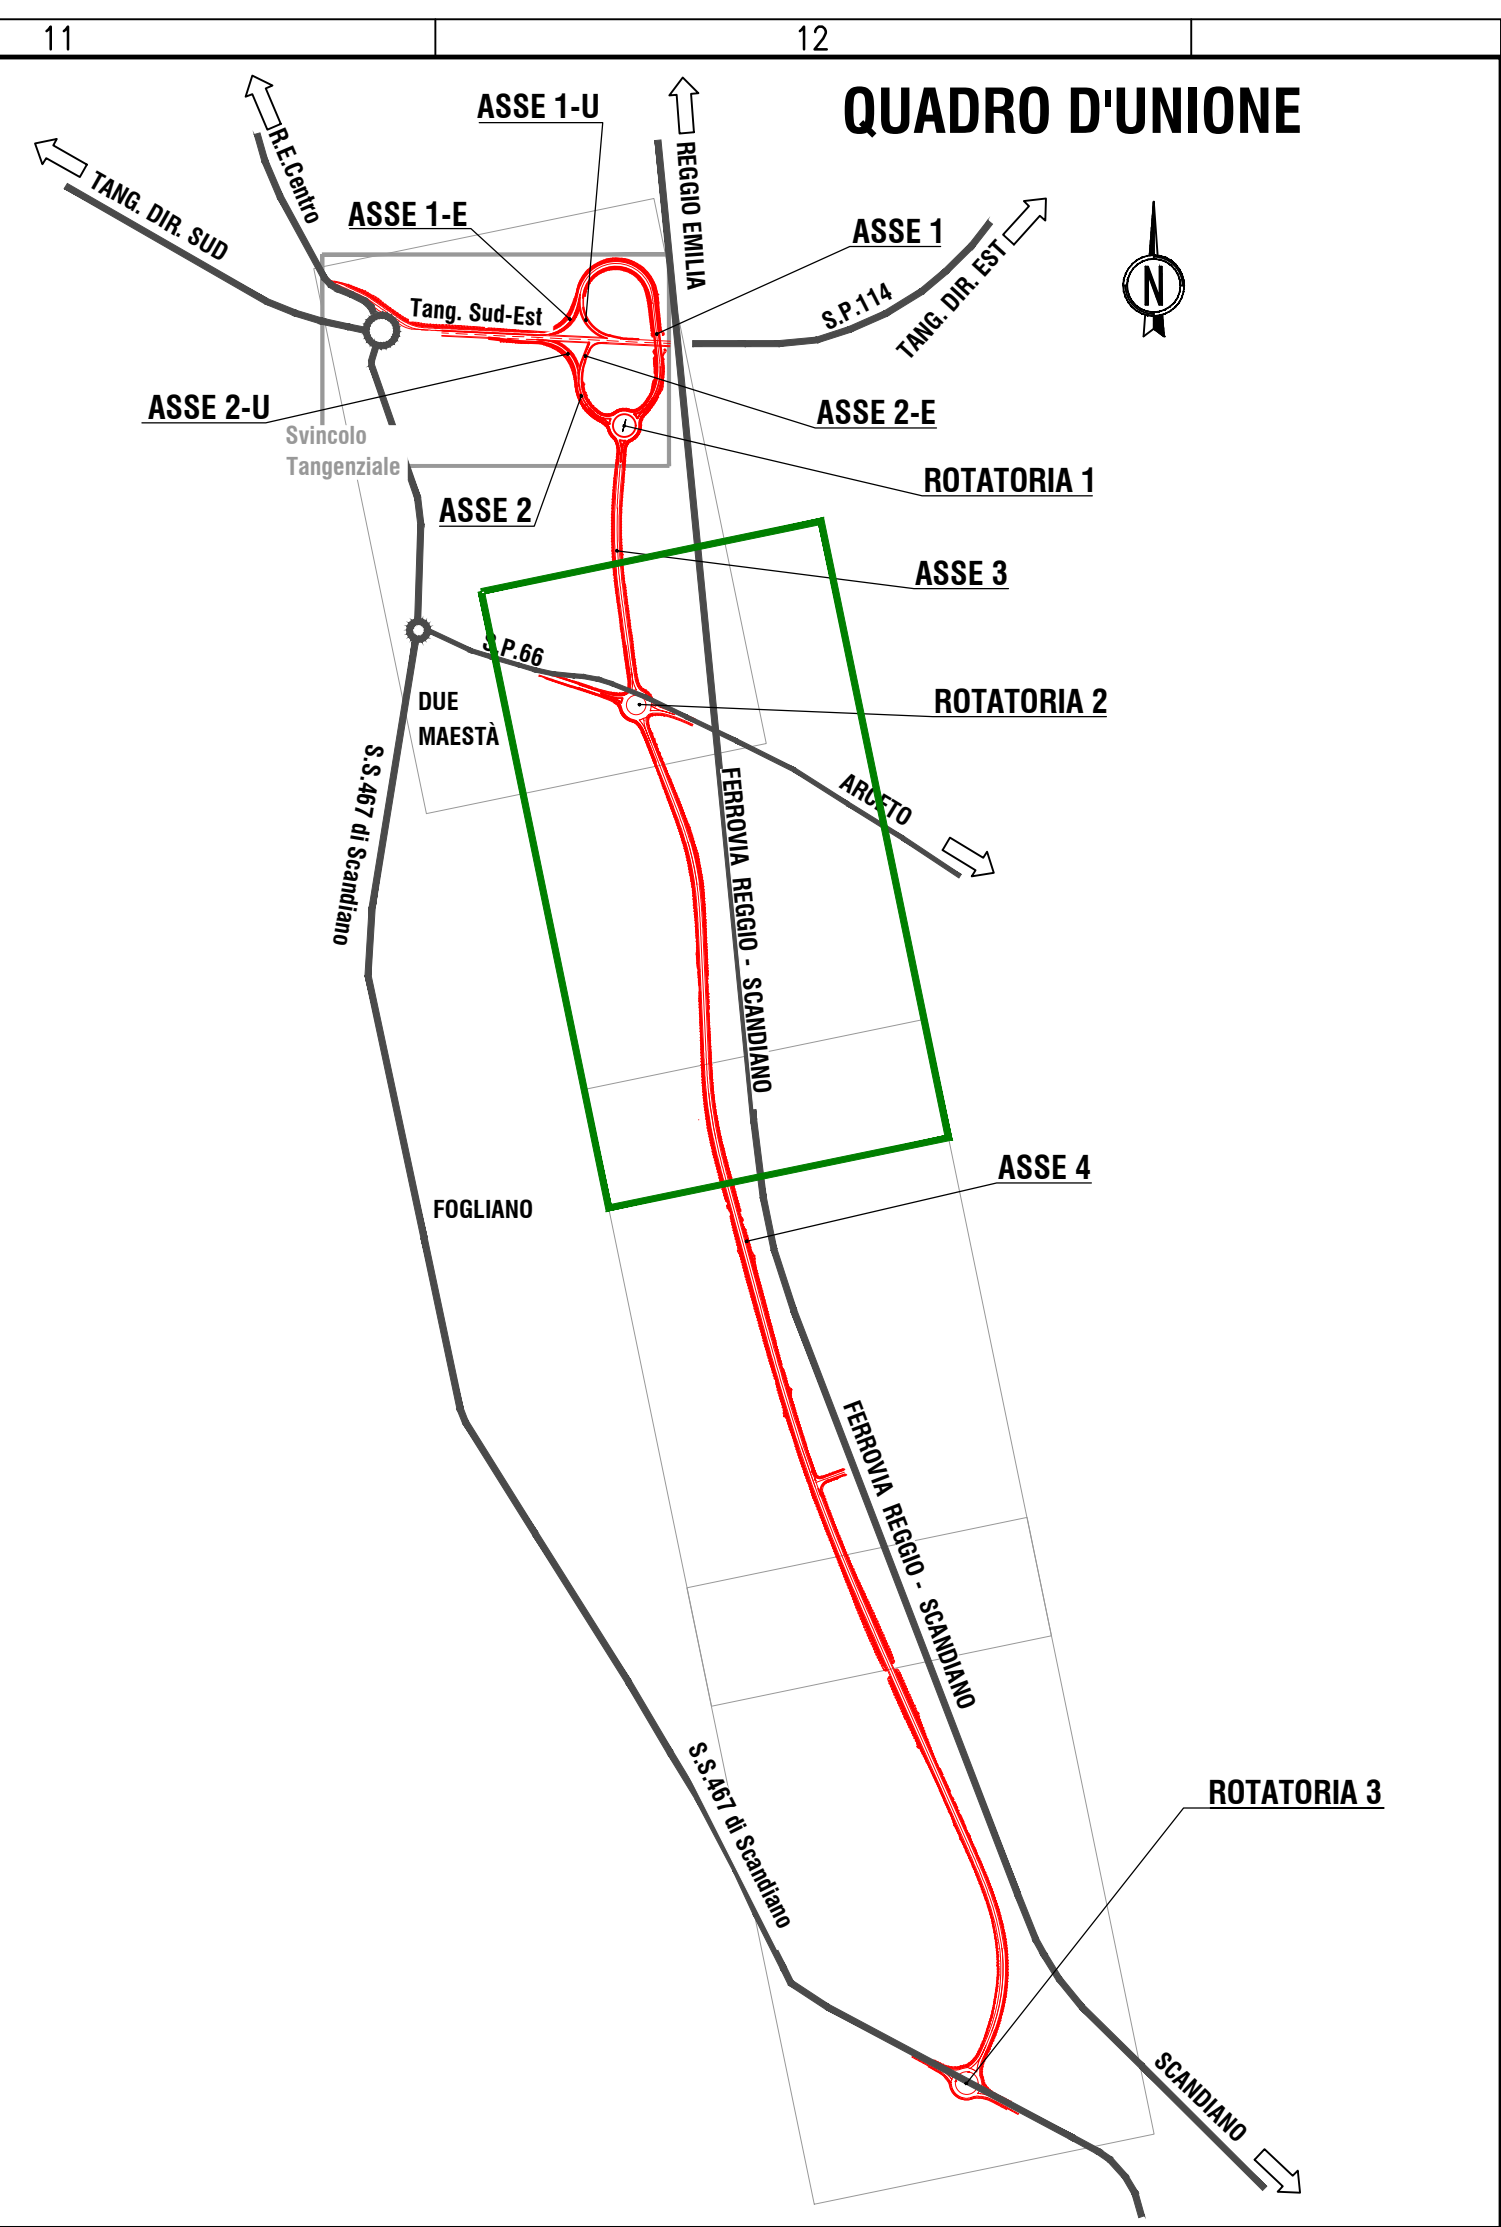 11
12
QUADRO D'UNIONE
ASSE 1-U
R.E.Centro
TANG. DIR. SUD
REGGIO EMILIA
ASSE 1-E
ASSE 1
TANG. DIR. EST
S.P.114
N
Tang. Sud-Est
ASSE 2-U
ASSE 2-E
Svincolo
Tangenziale
ROTATORIA 1
ASSE 2
ASSE 3
S.P.66
DUE
MAESTÀ
ROTATORIA 2
S.S.467 di Scandiano
ARCETO
FERROVIA REGGIO - SCANDIANO
ASSE 4
FOGLIANO
FERROVIA REGGIO - SCANDIANO
S.S.467 di Scandiano
ROTATORIA 3
SCANDIANO